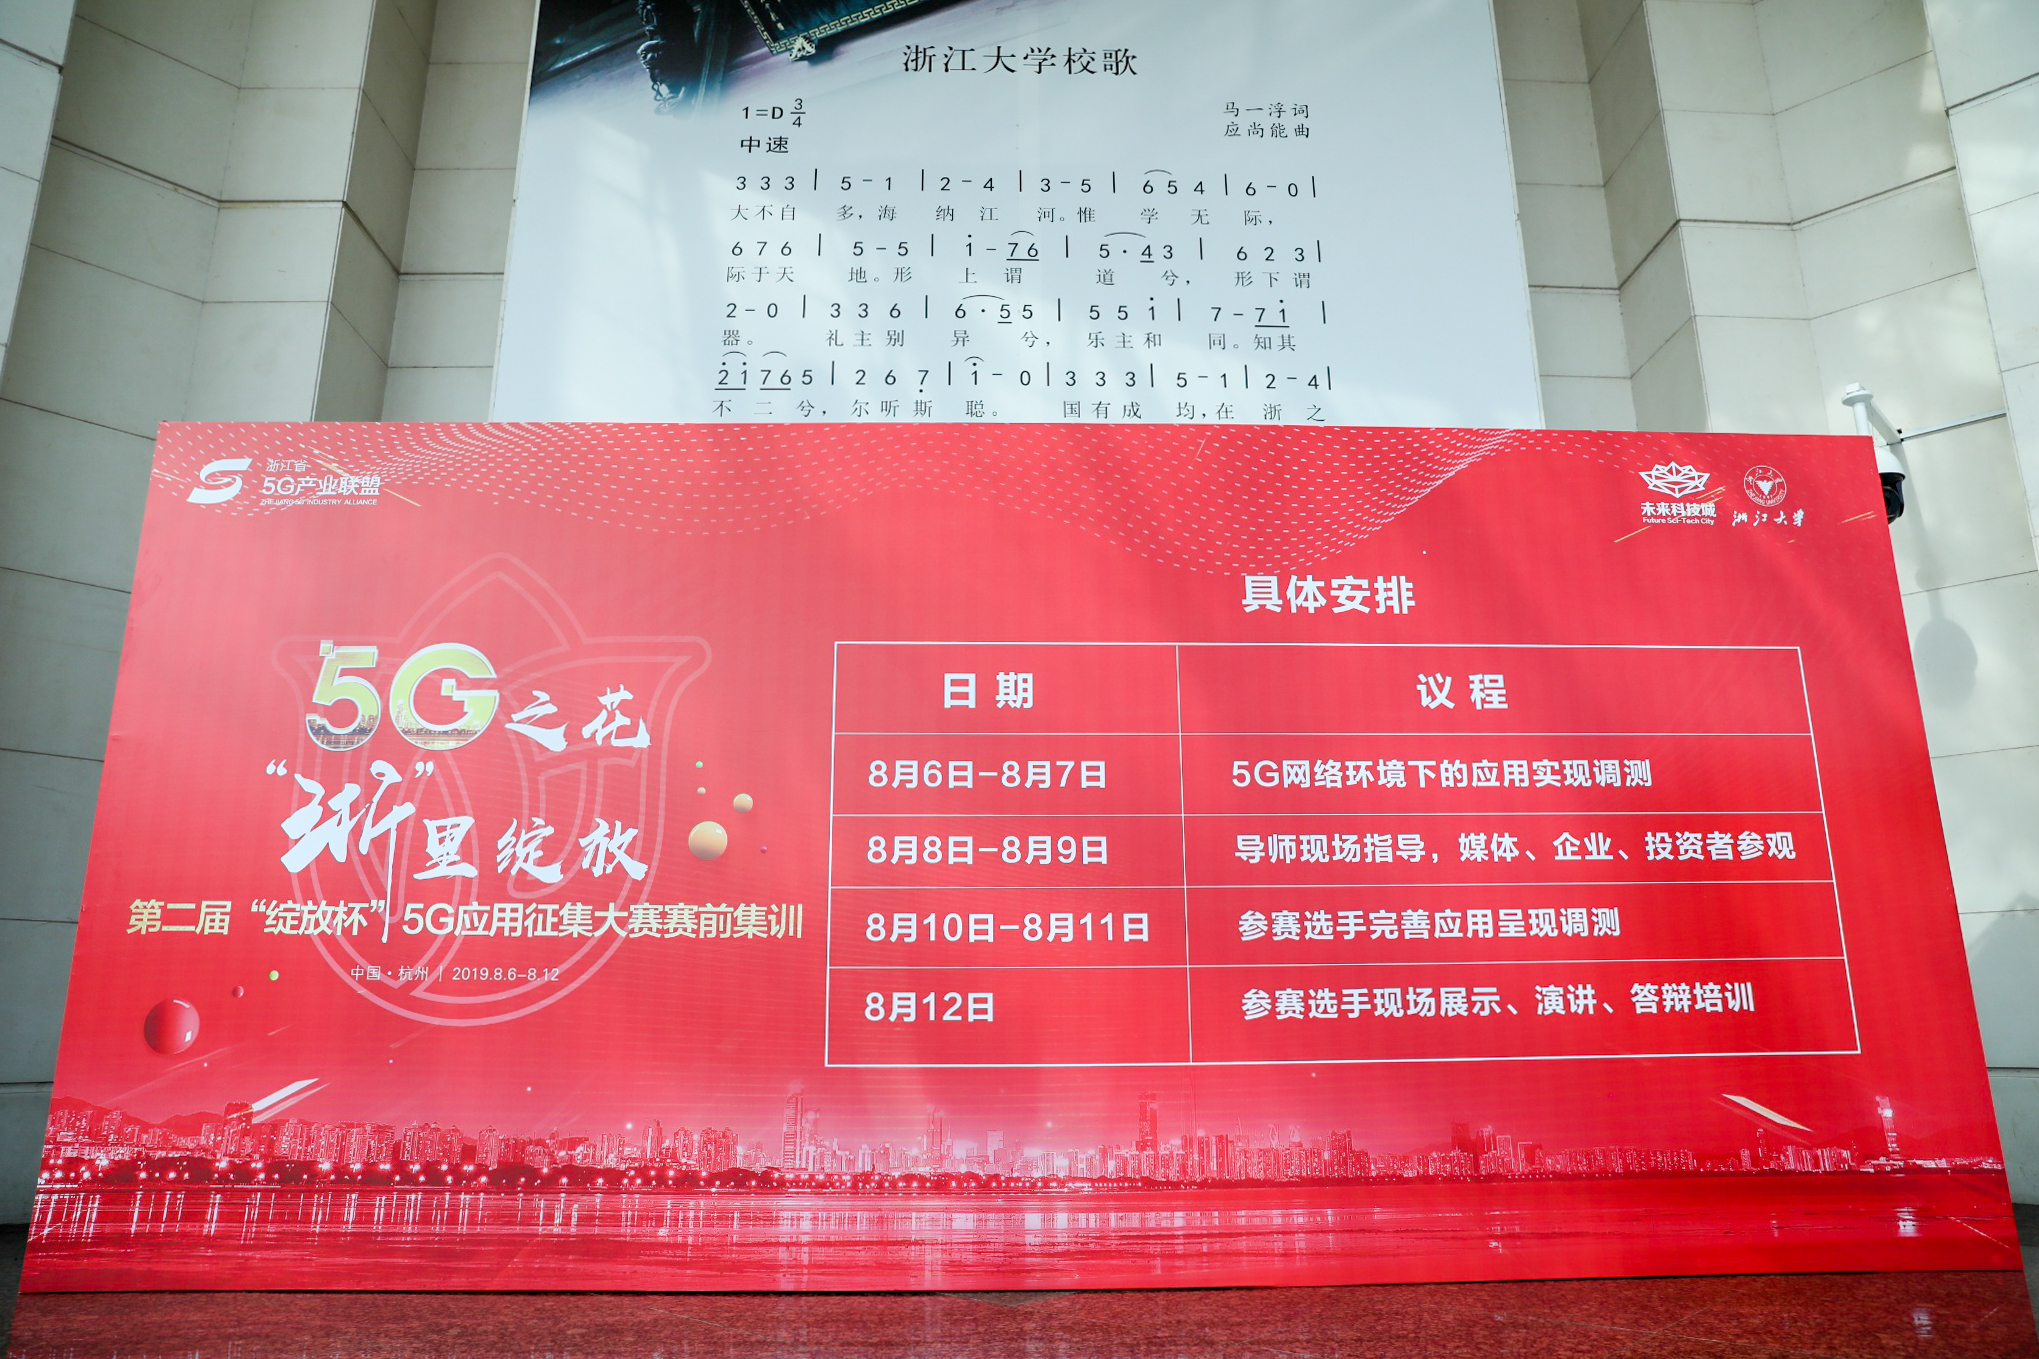 浙江大学校歌
1=D 3/4
马一浮词
中速
应尚能曲
3 3 3 | 5 - 1 | 2 - 4 | 3 - 5 | 6 5 4 | 6 - 0 |
大不自 多，海 纳 江 河。惟 学 无 际，
6 7 6 | 5 - 5 | 1 - 7 6 | 5 · 4 3 | 6 2 3 |
际于天 地。形 上 谓 道 兮， 形下谓
2 - 0 | 3 3 6 | 6 · 5 5 | 5 5 1 | 7 - 7 1 |
器。 礼主别 异 兮， 乐主和 同。知其
2 1 7 6 5 | 2 6 7 | 1 - 0 | 3 3 3 | 5 - 1 | 2 - 4 |
不 二 兮，尔听斯 聪。 国有成 均，在 浙 之
浙江省
5G产业联盟
ZHEJIANG 5G INDUSTRY ALLIANCE
未来科技城
Future Sci-Tech City
浙江大学
5G之花
“浙”里绽放
第二届“绽放杯”5G应用征集大赛赛前集训
中国·杭州 | 2019.8.6-8.12
具体安排
日期 议程
8月6日-8月7日 5G网络环境下的应用实现调测
8月8日-8月9日 导师现场指导，媒体、企业、投资者参观
8月10日-8月11日 参赛选手完善应用呈现调测
8月12日 参赛选手现场展示、演讲、答辩培训